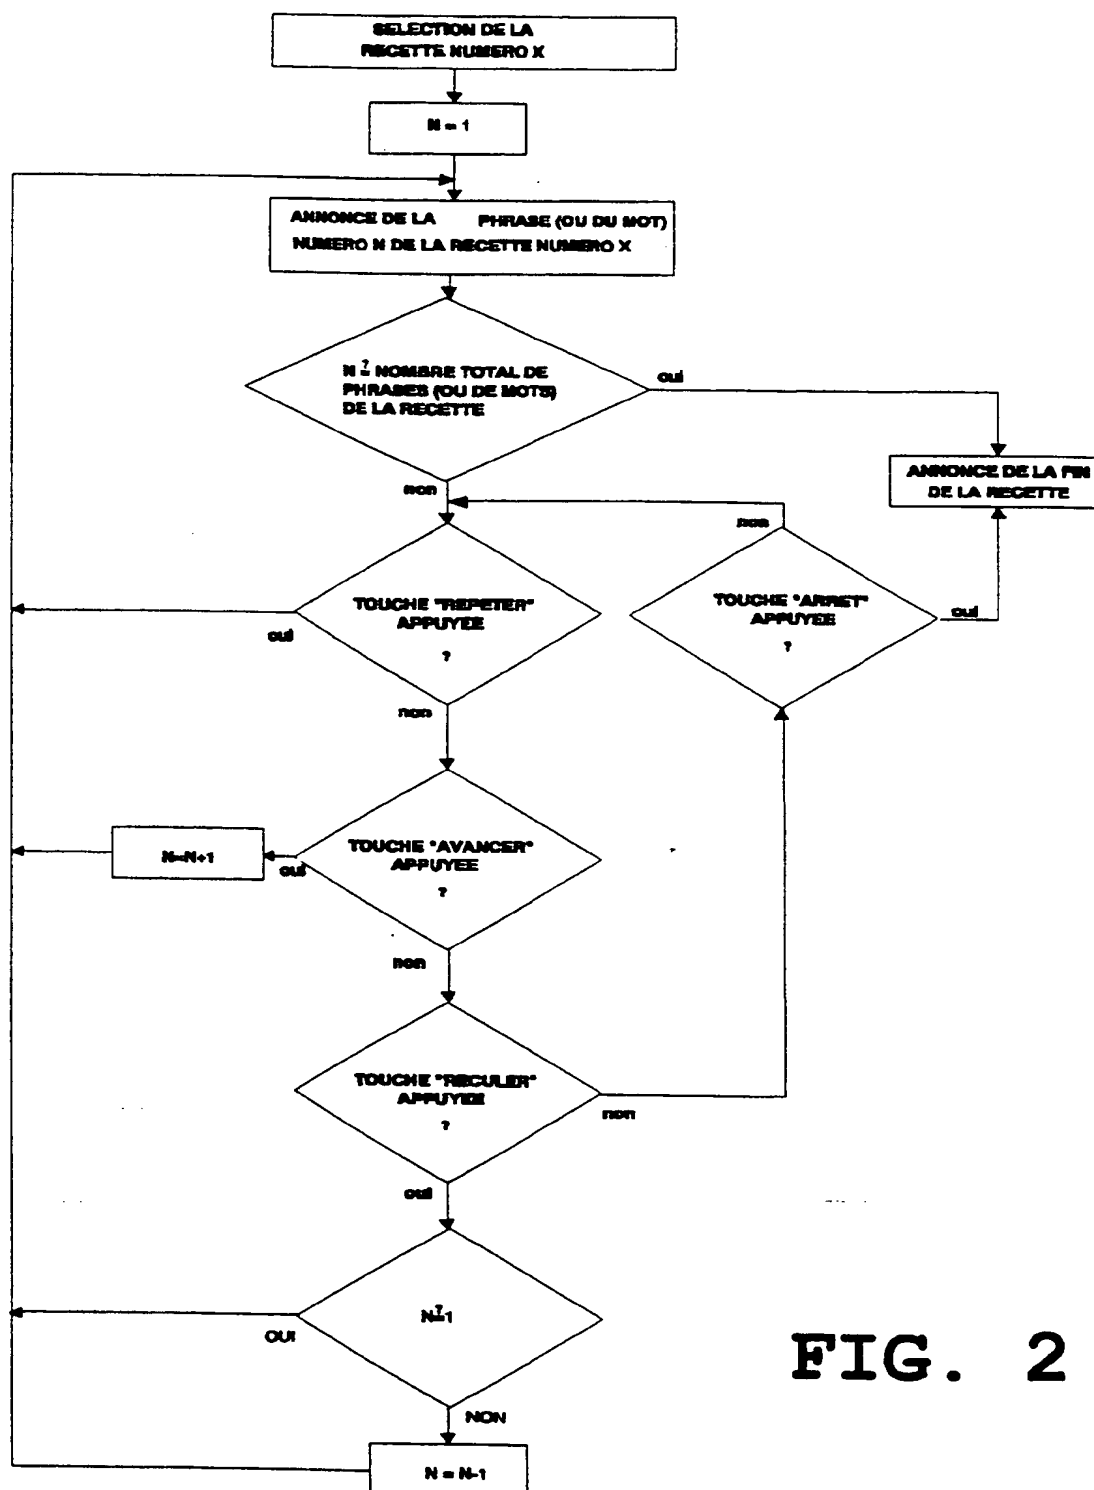 SELECTION DE LA
RECETTE NUMERO X
N = 1
ANNONCE DE LA PHRASE (OU DU MOT)
NUMERO N DE LA RECETTE NUMERO X
N ?= NOMBRE TOTAL DE
PHRASES (OU DE MOTS)
DE LA RECETTE
oui
non
ANNONCE DE LA FIN
DE LA RECETTE
TOUCHE "REPETER"
APPUYEE
?
oui
non
TOUCHE "ARRET"
APPUYEE
?
non
oui
TOUCHE "AVANCER"
APPUYEE
?
oui
N=N+1
non
TOUCHE "RECULER"
APPUYEE
?
non
oui
N?=1
OUI
NON
N = N-1
FIG. 2